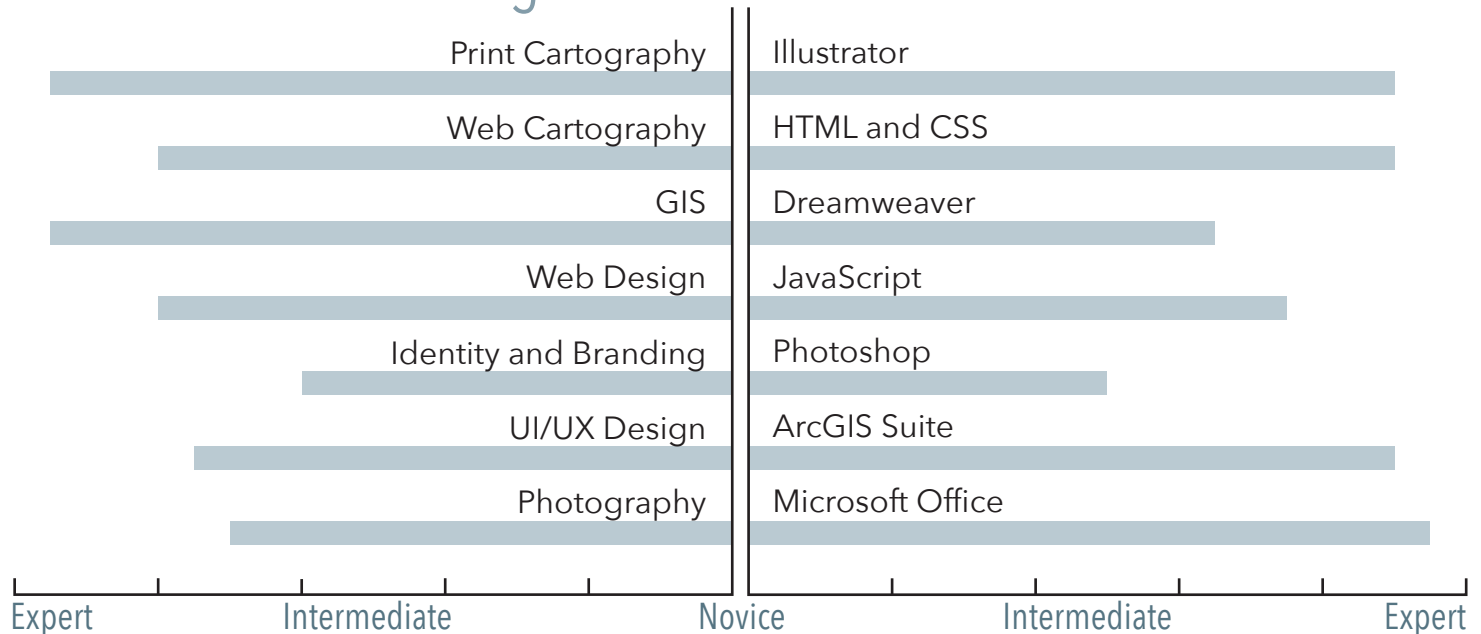 Print Cartography
Web Cartography
GIS
Web Design
Identity and Branding
UI/UX Design
Photography
Illustrator
HTML and CSS
Dreamweaver
JavaScript
Photoshop
ArcGIS Suite
Microsoft Office
Expert Intermediate Novice Intermediate Expert